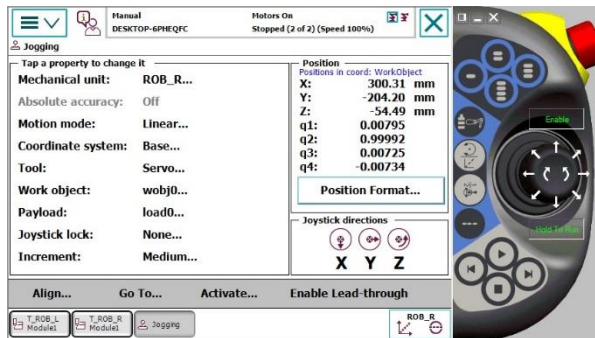 Manual
DESKTOP-6PHEQFC
Motors On
Stopped (2 of 2) (Speed 100%)
Jogging
Tap a property to change it
Mechanical unit: ROB_R...
Absolute accuracy: Off
Motion mode: Linear...
Coordinate system: Base...
Tool: Servo...
Work object: wobj0...
Payload: load0...
Joystick lock: None...
Increment: Medium...
Position
Positions in coord: WorkObject
X: 300.31 mm
Y: -204.20 mm
Z: -54.49 mm
q1: 0.00795
q2: 0.99992
q3: 0.00725
q4: -0.00734
Position Format...
Joystick directions
X Y Z
Align... Go To... Activate... Enable Lead-through
T_ROB_L
Module1
T_ROB_R
Module1
Jogging
ROB_R
Enable
Hold To Run